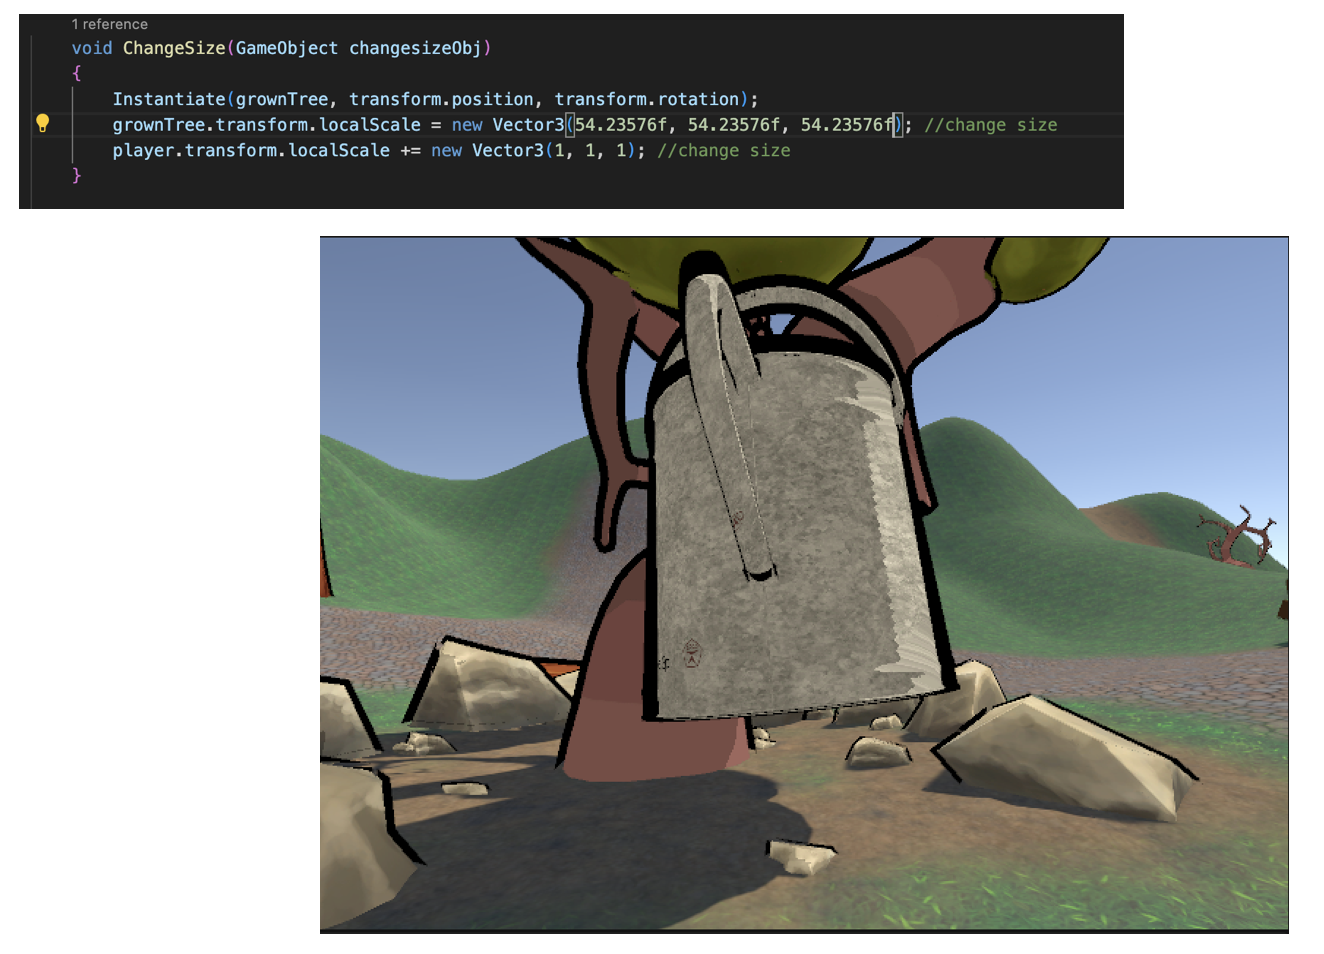 1 reference
void ChangeSize(GameObject changesizeObj)
{
Instantiate(grownTree, transform.position, transform.rotation);
grownTree.transform.localScale = new Vector3(54.23576f, 54.23576f, 54.23576f); //change size
player.transform.localScale += new Vector3(1, 1, 1); //change size
}